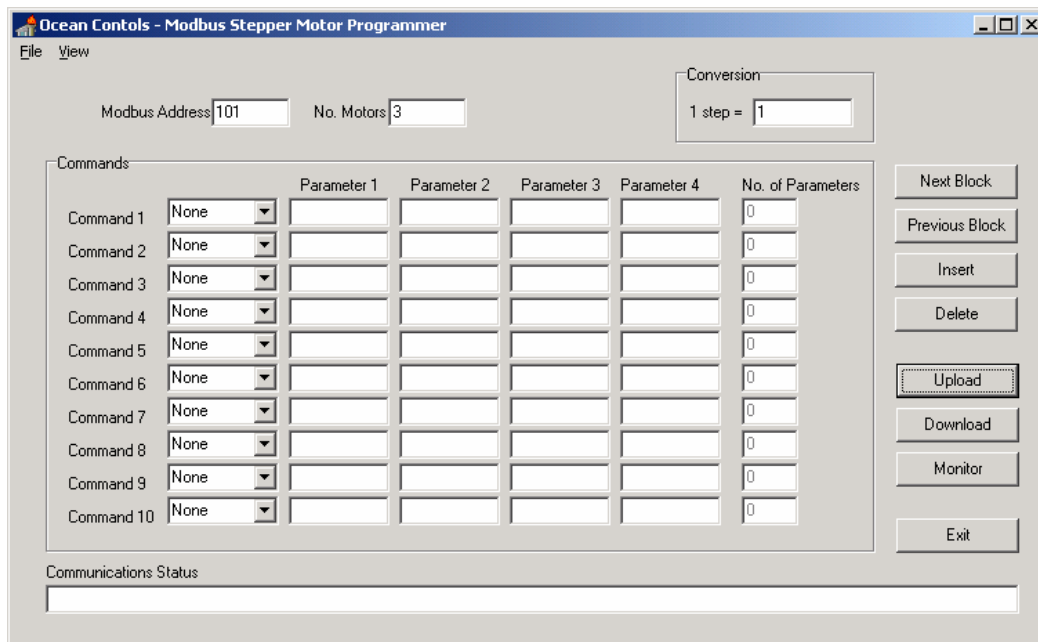 Ocean Contols - Modbus Stepper Motor Programmer
File View
Conversion
Modbus Address 101 No. Motors 3 1 step = 1
Commands
Parameter 1 Parameter 2 Parameter 3 Parameter 4 No. of Parameters
Command 1 None 0
Command 2 None 0
Command 3 None 0
Command 4 None 0
Command 5 None 0
Command 6 None 0
Command 7 None 0
Command 8 None 0
Command 9 None 0
Command 10 None 0
Next Block
Previous Block
Insert
Delete
Upload
Download
Monitor
Exit
Communications Status